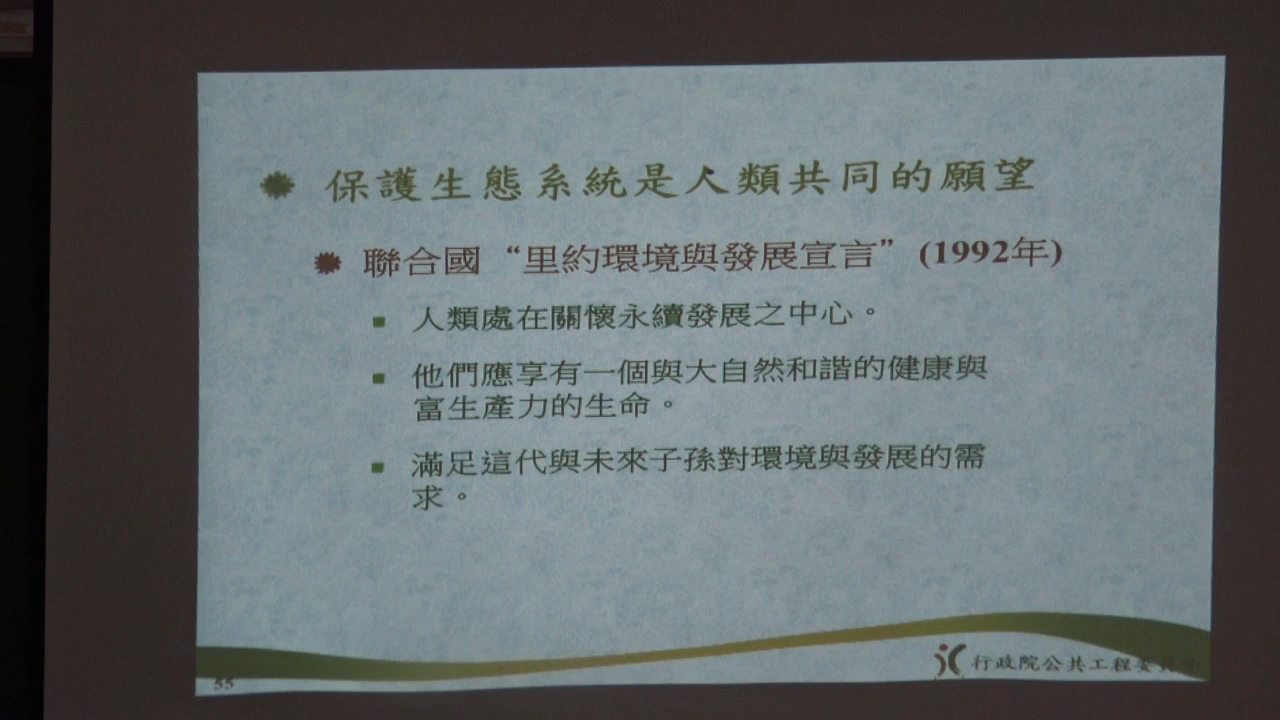 保護生態系統是人類共同的願望
聯合國“里約環境與發展宣言”(1992年)
人類處在關懷永續發展之中心。
他們應享有一個與大自然和諧的健康與
富生產力的生命。
滿足這代與未來子孫對環境與發展的需
求。
行政院公共工程委員會
55